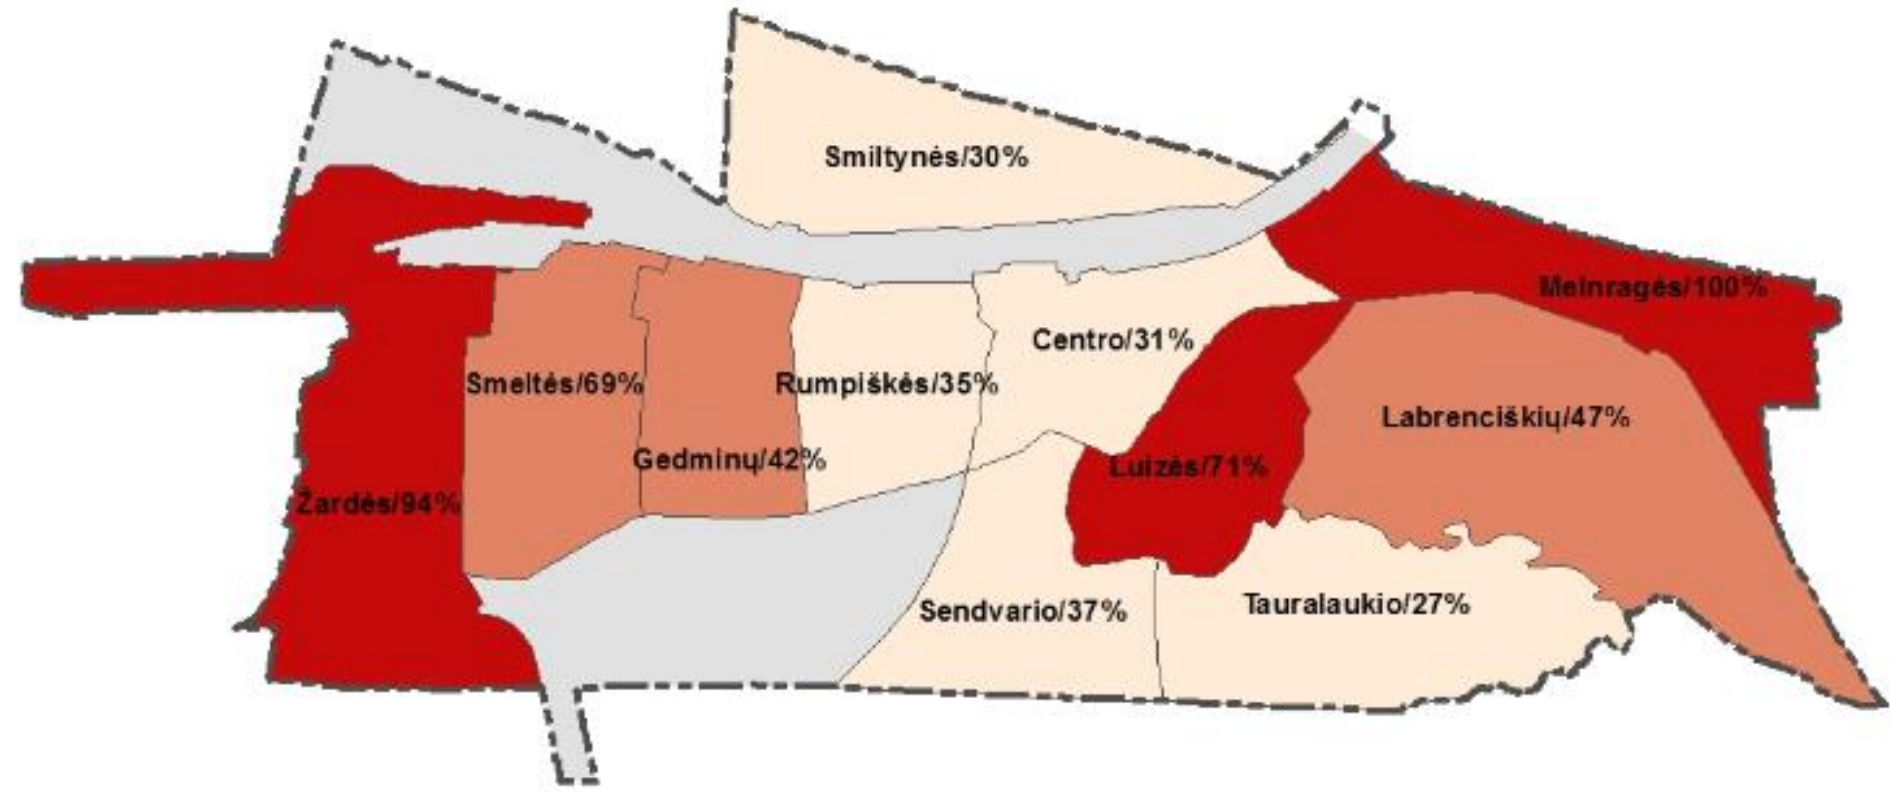 Smiltynės/30%
Melnragės/100%
Centro/31%
Smeltės/69%
Rumpiškės/35%
Labrenciškių/47%
Gedminų/42%
Luizės/71%
Žardės/94%
Sendvario/37%
Tauralaukio/27%